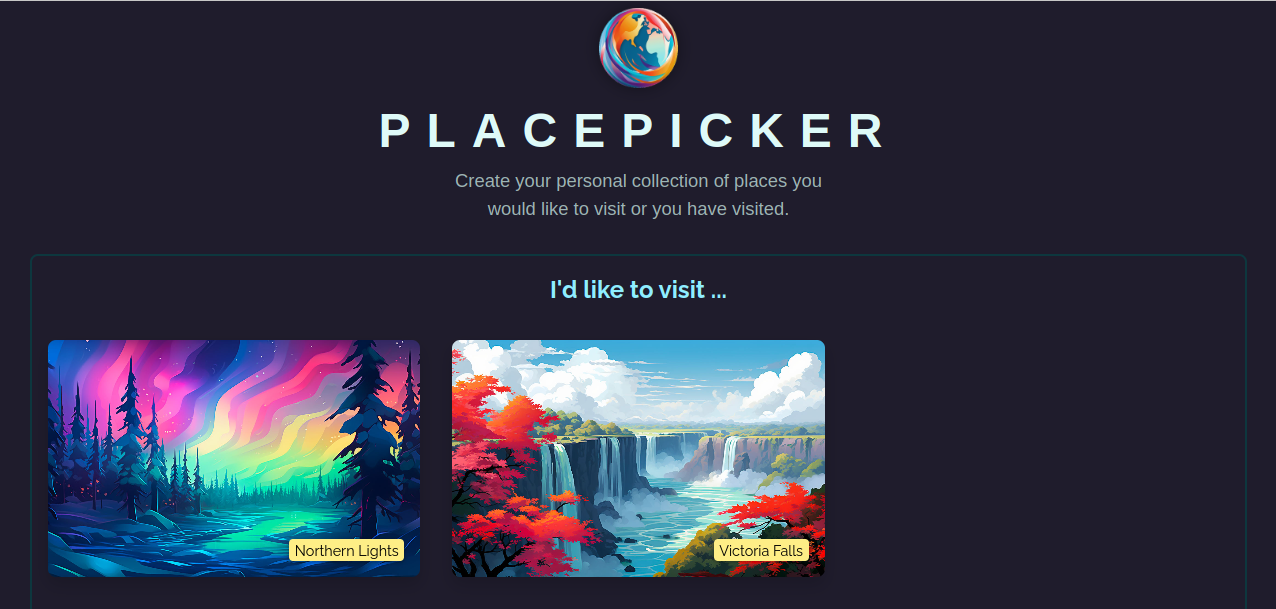 PLACEPICKER
Create your personal collection of places you
would like to visit or you have visited.
I'd like to visit ...
Northern Lights
Victoria Falls